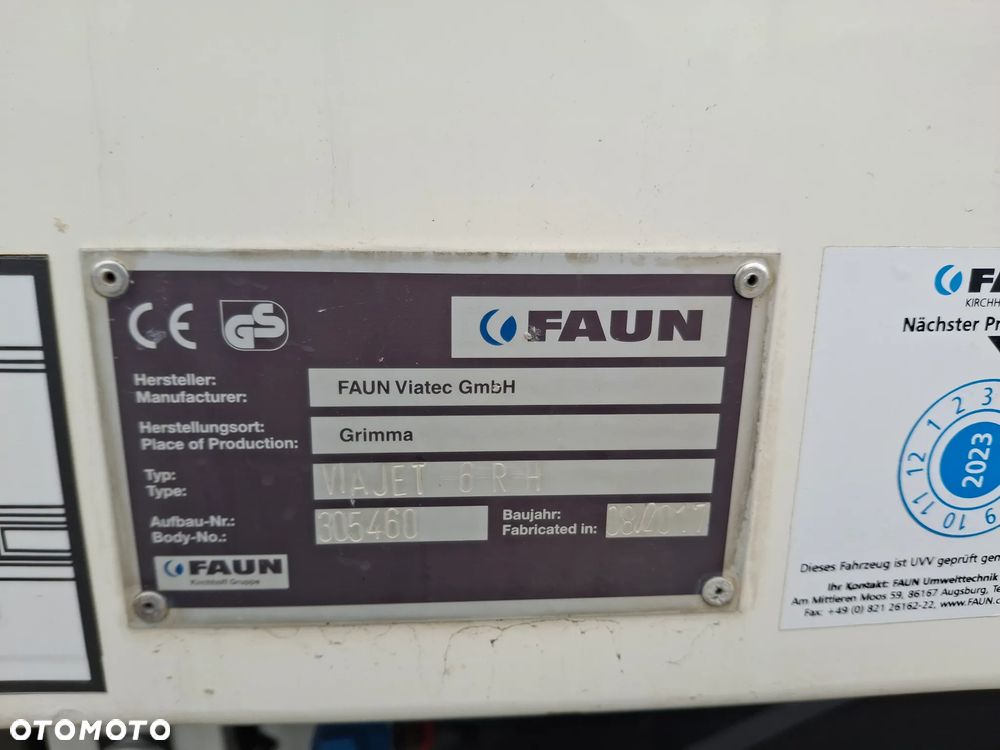 CE GS
FAUN
Hersteller:
Manufacturer:
FAUN Viatec GmbH
Herstellungsort:
Place of Production:
Grimma
Typ:
Type:
VIAJET 6 R H
Aufbau-Nr.:
Body-No.:
305460
Baujahr:
Fabricated in:
08/2017
FAUN
Kirchhoff Gruppe
FA
KIRCHH
Nächster Pr
12 1 2 3
2023
11 10 9
Dieses Fahrzeug ist UVV geprüft gem
Ihr Kontakt: FAUN Umwelttechnik
Am Mittleren Moos 59, 86167 Augsburg, Te
Fax: +49 (0) 821 26162-22, www.FAUN.c
OTOMOTO
OTOMOTO